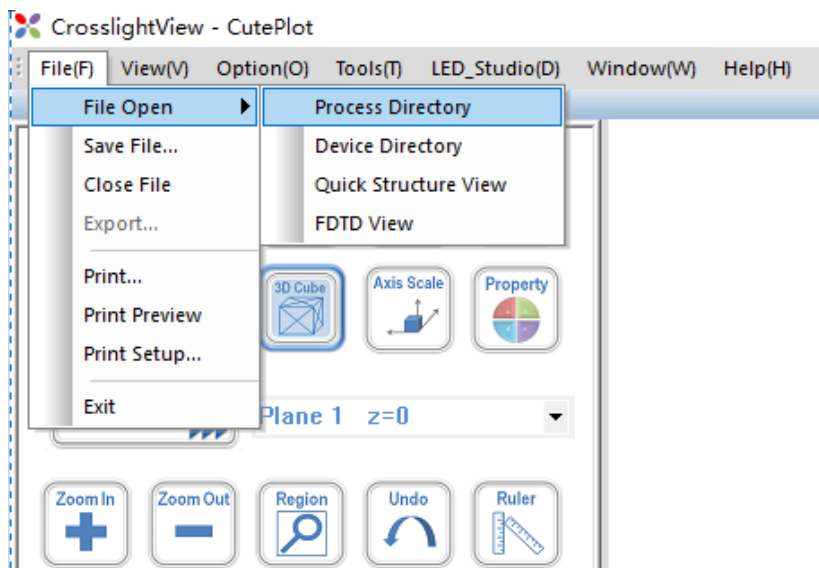 CrosslightView - CutePlot
File(F) View(V) Option(O) Tools(T) LED_Studio(D) Window(W) Help(H)
File Open
Process Directory
Save File...
Device Directory
Close File
Quick Structure View
Export...
FDTD View
Print...
Print Preview
Print Setup...
Exit
3D Cube
Axis Scale
Property
Plane 1 z=0
Zoom In
Zoom Out
Region
Undo
Ruler